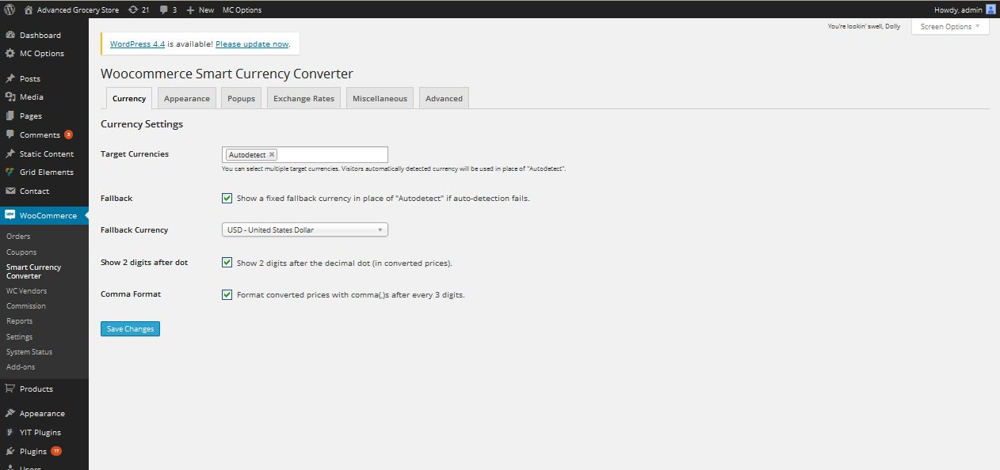 Advanced Grocery Store 21 3 New MC Options Howdy, admin
You're lookin' swell, Dolly Screen Options
Dashboard
MC Options
Posts
Media
Pages
Comments 3
Static Content
Grid Elements
Contact
WooCommerce
Orders
Coupons
Smart Currency
Converter
WC Vendors
Commission
Reports
Settings
System Status
Add-ons
Products
Appearance
YIT Plugins
Plugins 17
Users
WordPress 4.4 is available! Please update now.
Woocommerce Smart Currency Converter
Currency Appearance Popups Exchange Rates Miscellaneous Advanced
Currency Settings
Target Currencies Autodetect
You can select multiple target currencies. Visitors automatically detected currency will be used in place of "Autodetect".
Fallback Show a fixed fallback currency in place of "Autodetect" if auto-detection fails.
Fallback Currency USD - United States Dollar
Show 2 digits after dot Show 2 digits after the decimal dot (in converted prices).
Comma Format Format converted prices with comma(,)s after every 3 digits.
Save Changes